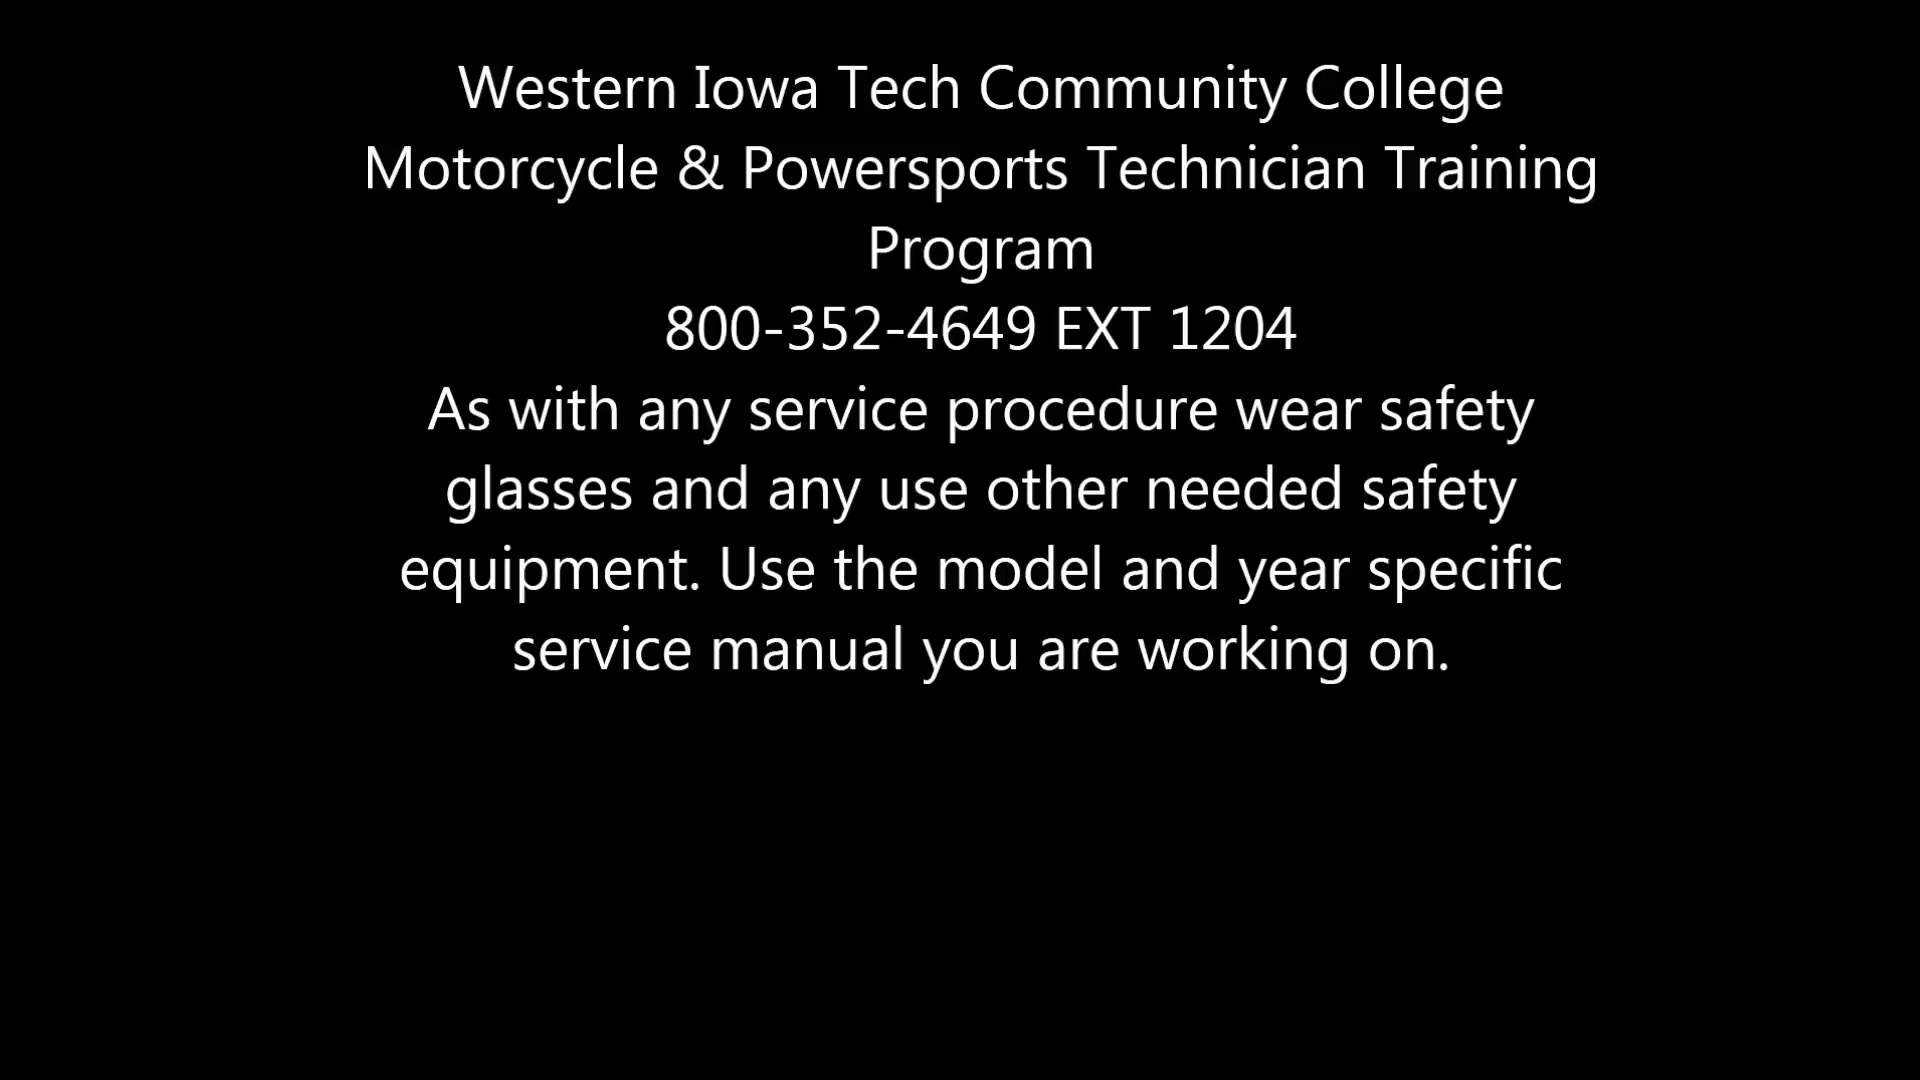 Western Iowa Tech Community College
Motorcycle & Powersports Technician Training
Program
800-352-4649 EXT 1204
As with any service procedure wear safety
glasses and any use other needed safety
equipment. Use the model and year specific
service manual you are working on.